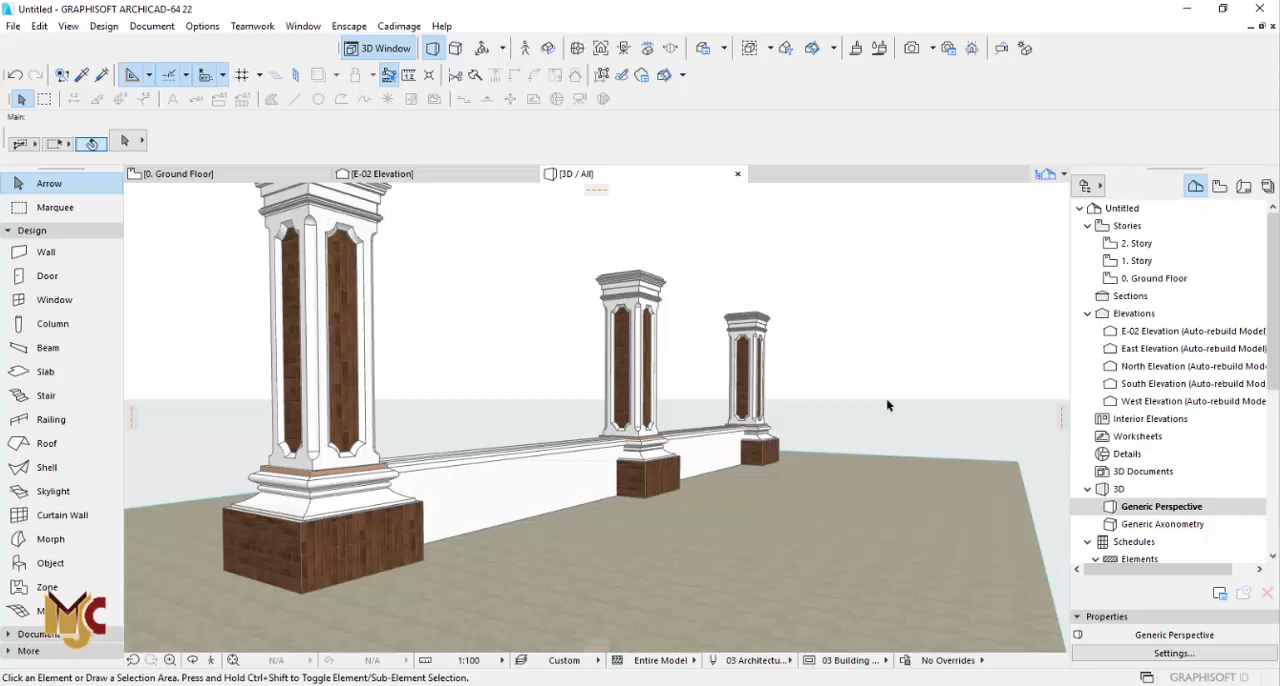 Untitled - GRAPHISOFT ARCHICAD-64 22
File Edit View Design Document Options Teamwork Window Enscape Cadimage Help
3D Window
Main:
[0. Ground Floor]
[E-02 Elevation]
[3D / All]
Arrow
Marquee
Design
Wall
Door
Window
Column
Beam
Slab
Stair
Railing
Roof
Shell
Skylight
Curtain Wall
Morph
Object
Zone
M
Docum
More
MJC
Untitled
Stories
2. Story
1. Story
0. Ground Floor
Sections
Elevations
E-02 Elevation (Auto-rebuild Model)
East Elevation (Auto-rebuild Model)
North Elevation (Auto-rebuild Mode
South Elevation (Auto-rebuild Mod
West Elevation (Auto-rebuild Mode
Interior Elevations
Worksheets
Details
3D Documents
3D
Generic Perspective
Generic Axonometry
Schedules
Elements
Properties
Generic Perspective
Settings...
N/A N/A 1:100 Custom Entire Model 03 Architectu... 03 Building ... No Overrides
Click an Element or Draw a Selection Area. Press and Hold Ctrl+Shift to Toggle Element/Sub-Element Selection.
GRAPHISOFT ID